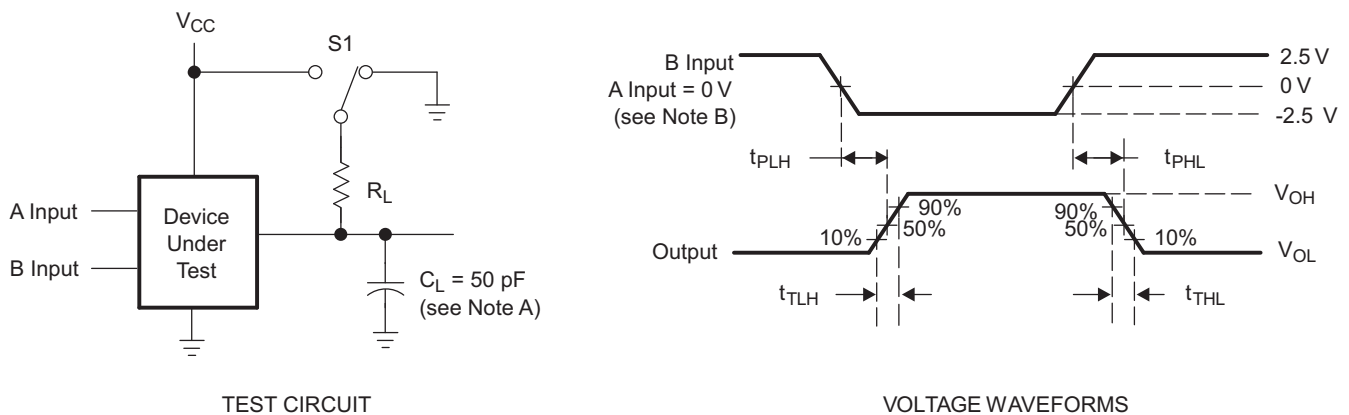 VCC
S1
RL
A Input
B Input
Device
Under
Test
CL = 50 pF
(see Note A)
TEST CIRCUIT
B Input
A Input = 0 V
(see Note B)
2.5 V
0 V
-2.5 V
tPLH
tPHL
VOH
90%
50%
10%
90%
50%
10%
Output
VOL
tTLH
tTHL
VOLTAGE WAVEFORMS